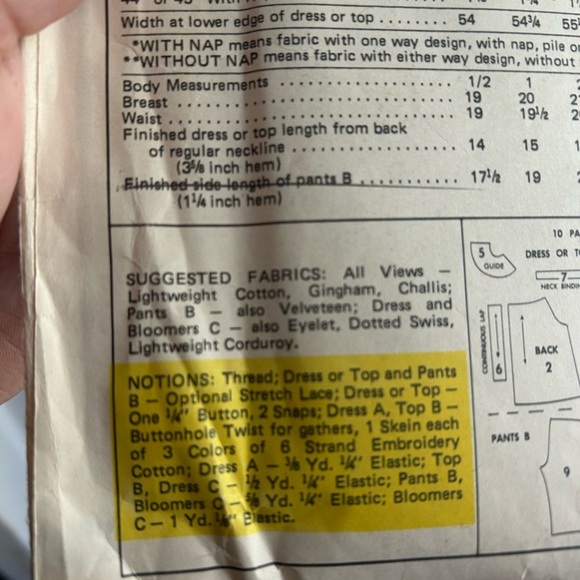 Width at lower edge of dress or top ........ 54 54¾
*WITH NAP means fabric with one way design, with nap, pile or
**WITHOUT NAP means fabric with either way design, without
Body Measurements ........ 1/2 1
Breast ........ 19 20
Waist ........ 19 19½
Finished dress or top length from back
of regular neckline ........ 14 15
(3⅝ inch hem)
Finished side length of pants B ........ 17½ 19
(1¼ inch hem)
10
5
GUIDE
DRESS OR
7
NECK
CONTINUOUS LAP
6
BACK
2
PANTS B
9
SUGGESTED FABRICS: All Views —
Lightweight Cotton, Gingham, Challis;
Pants B — also Velveteen; Dress and
Bloomers C — also Eyelet, Dotted Swiss,
Lightweight Corduroy.
NOTIONS: Thread; Dress or Top and Pants
B — Optional Stretch Lace; Dress or Top —
One ¼" Button, 2 Snaps; Dress A, Top B —
Buttonhole Twist for gathers, 1 Skein each
of 3 Colors of 6 Strand Embroidery
Cotton; Dress A — ⅜ Yd. ¼" Elastic; Top
B, Dress C — ½ Yd. ¼" Elastic; Pants B,
Bloomers C — ⅝ Yd. ¼" Elastic; Bloomers
C — 1 Yd. Elastic.